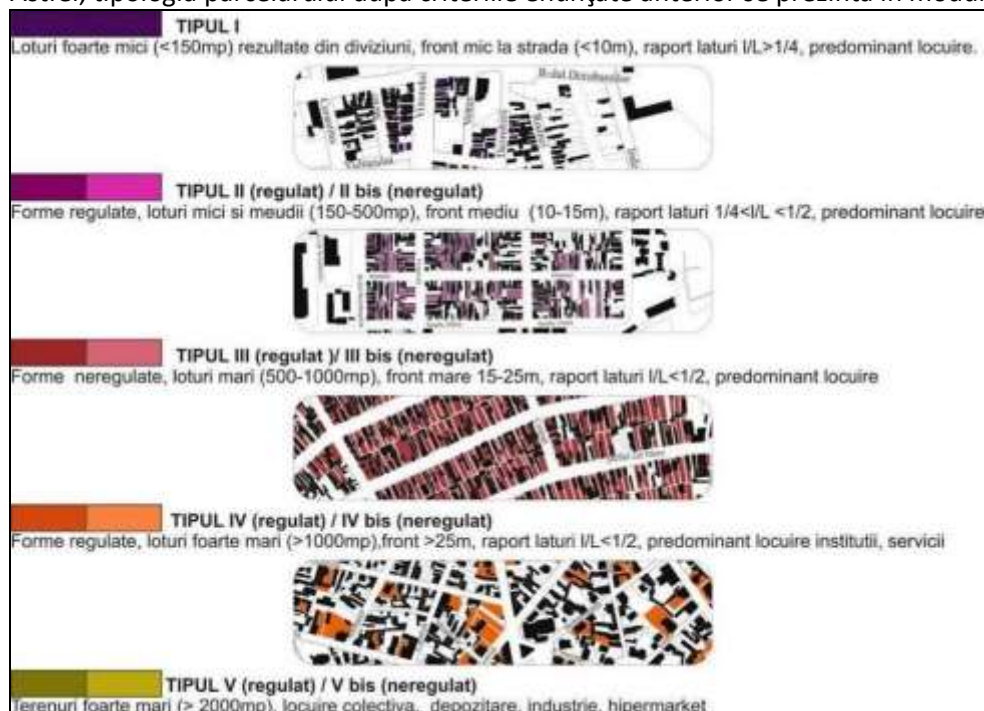 TIPUL I
Loturi foarte mici (<150mp) rezultate din diviziuni, front mic la strada (<10m), raport laturi l/L>1/4, predominant locuire.
Viitorului
B-dul Dorobantilor
TIPUL II (regulat) / II bis (neregulat)
Forme regulate, loturi mici si meudii (150-500mp), front mediu (10-15m), raport laturi 1/4<l/L <1/2, predominant locuire
TIPUL III (regulat )/ III bis (neregulat)
Forme neregulate, loturi mari (500-1000mp), front mare 15-25m, raport laturi l/L<1/2, predominant locuire
TIPUL IV (regulat) / IV bis (neregulat)
Forme regulate, loturi foarte mari (>1000mp),front >25m, raport laturi l/L<1/2, predominant locuire institutii, servicii
TIPUL V (regulat) / V bis (neregulat)
Terenuri foarte mari (> 2000mp), locuire colectiva, depozitare, industrie, hipermarket